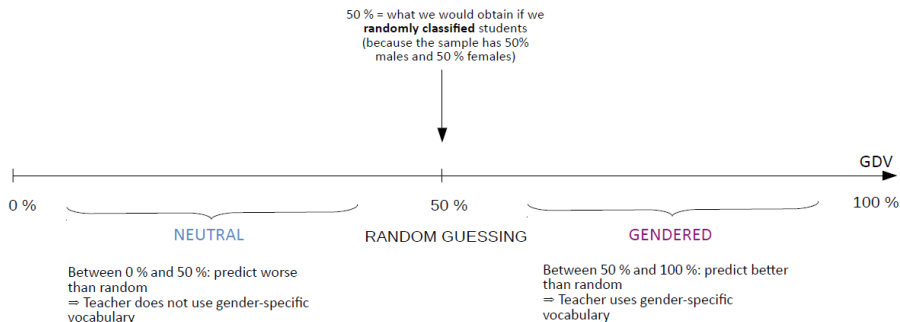 50 % = what we would obtain if we
randomly classified students
(because the sample has 50%
males and 50 % females)
GDV
0 %
50 %
100 %
NEUTRAL
RANDOM GUESSING
GENDERED
Between 0 % and 50 %: predict worse
than random
⇒ Teacher does not use gender-specific
vocabulary
Between 50 % and 100 %: predict better
than random
⇒ Teacher uses gender-specific
vocabulary